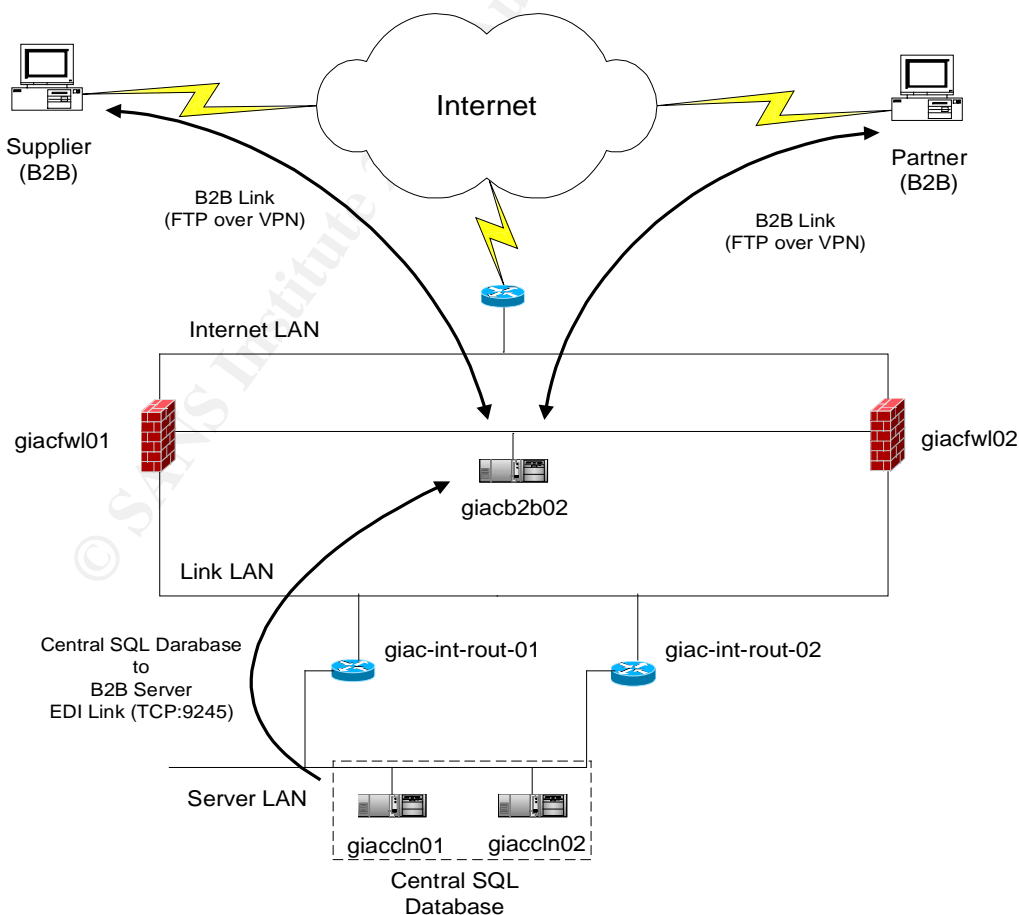 Internet
Supplier
(B2B)
Partner
(B2B)
B2B Link
(FTP over VPN)
B2B Link
(FTP over VPN)
Internet LAN
giacfwl01
giacfwl02
giacb2b02
Link LAN
Central SQL Darabase
to
B2B Server
EDI Link (TCP:9245)
giac-int-rout-01
giac-int-rout-02
Server LAN
giaccln01
giaccln02
Central SQL
Database
© SANS Institute